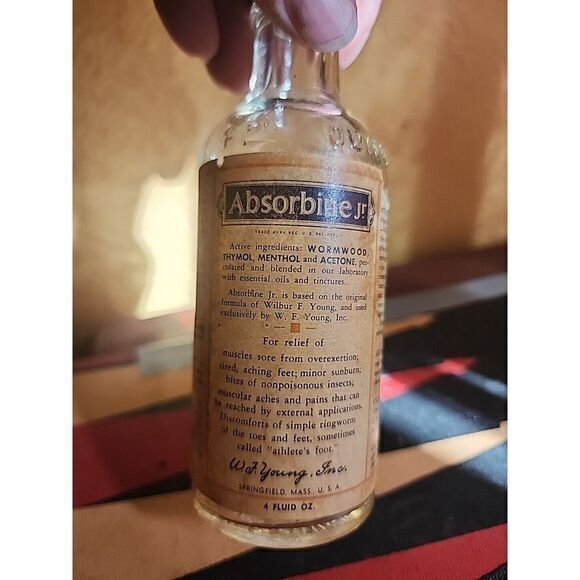 Absorbine Jr.
TRADE MARK REG. U. S. PAT. OFF.
Active ingredients: WORMWOOD,
THYMOL, MENTHOL and ACETONE, per-
colated and blended in our laboratory
with essential oils and tinctures.
Absorbine Jr. is based on the original
formula of Wilbur F. Young, and used
exclusively by W. F. Young, Inc.
For relief of
muscles sore from overexertion;
tired, aching feet; minor sunburn;
bites of nonpoisonous insects;
muscular aches and pains that can
be reached by external applications.
Discomforts of simple ringworm
of the toes and feet, sometimes
called "athlete's foot."
W. F. Young, Inc.
SPRINGFIELD, MASS. U. S. A.
4 FLUID OZ.